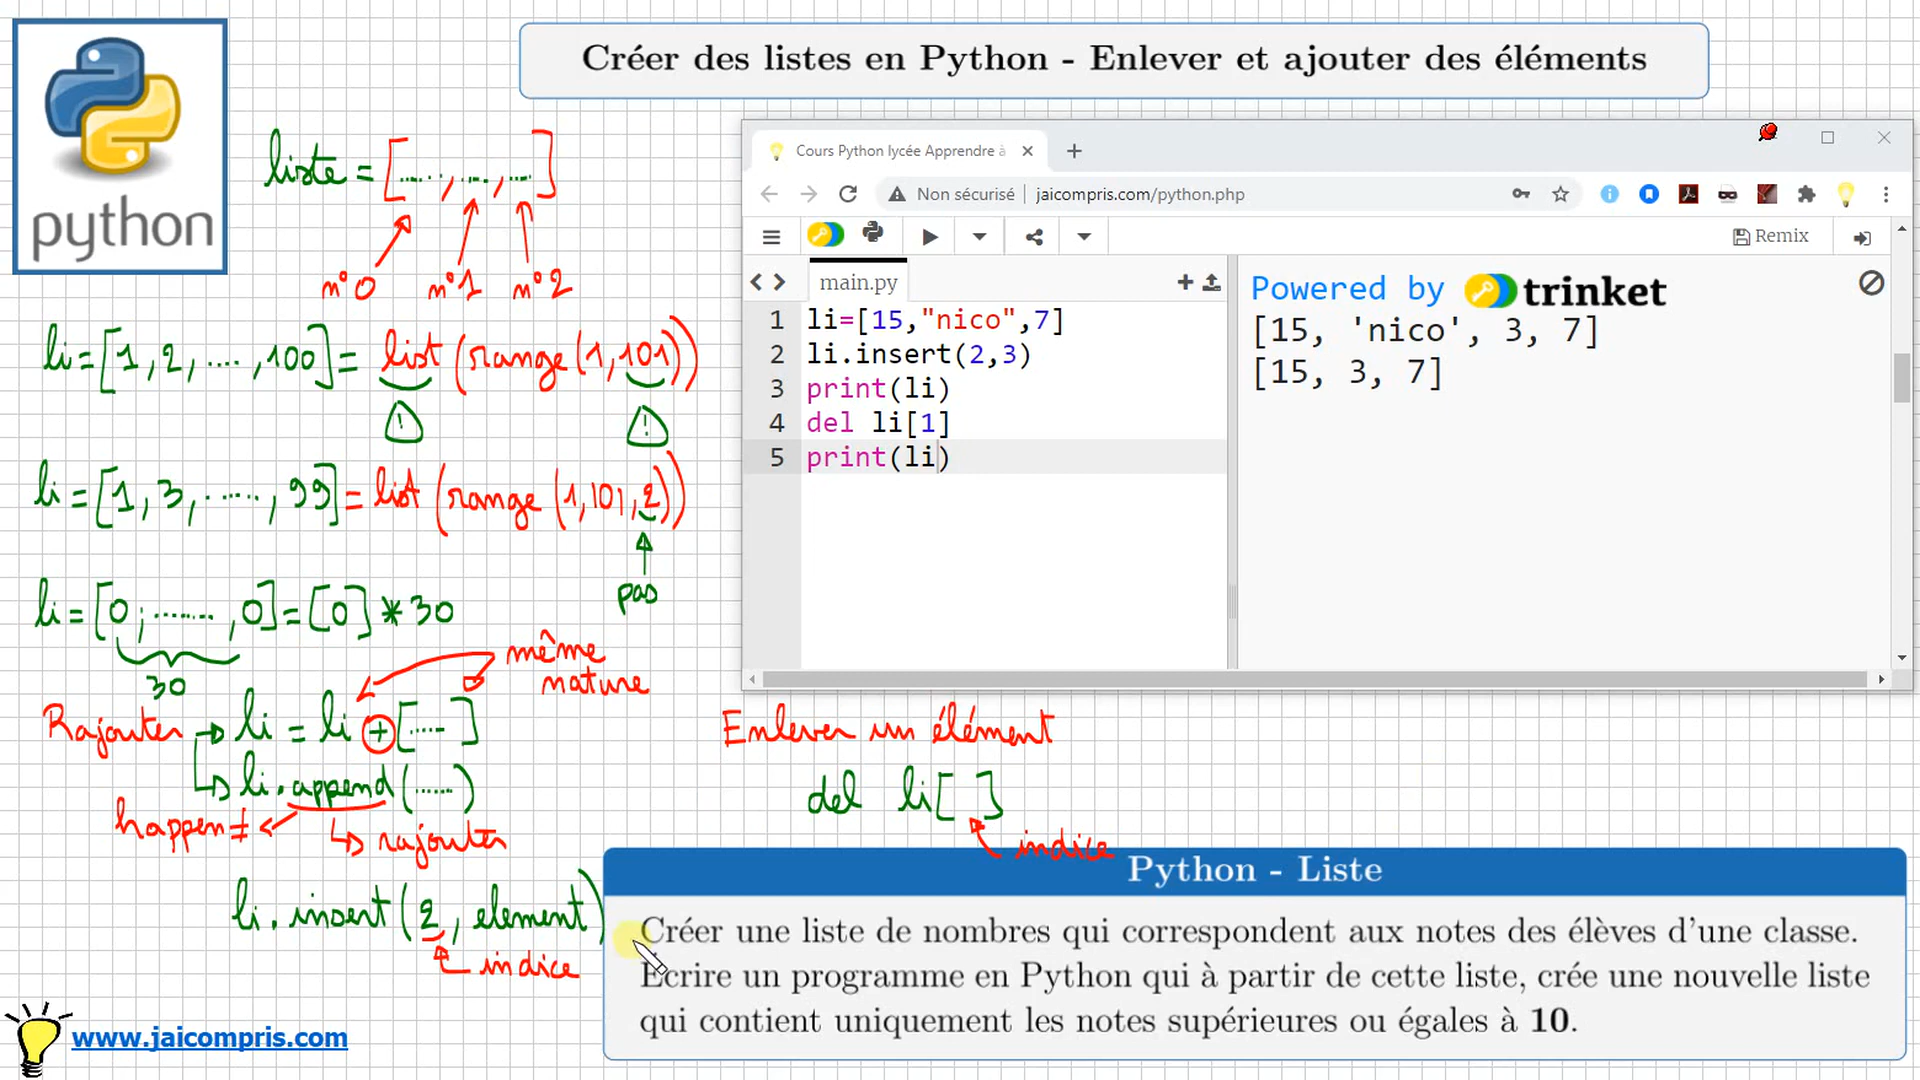 Créer des listes en Python - Enlever et ajouter des éléments
python
liste = [....., ...., ....]
n°0 n°1 n°2
li = [1, 2, ...., 100] = list (range (1, 101))
!
!
li = [1, 3, ....., 99] = list (range (1, 101, 2))
pas
li = [0; ......., 0] = [0] * 30
30
même
nature
Rajouter → li = li + [....]
li.append (.....)
happen ≠
rajouter
li.insert (2, element)
indice
Cours Python lycée Apprendre à
Non sécurisé
jaicompris.com/python.php
Remix
main.py
1 li=[15,"nico",7]
2 li.insert(2,3)
3 print(li)
4 del li[1]
5 print(li)
Powered by trinket
[15, 'nico', 3, 7]
[15, 3, 7]
Enlever un élément
del li[ ]
indice
Python - Liste
Créer une liste de nombres qui correspondent aux notes des élèves d'une classe.
Écrire un programme en Python qui à partir de cette liste, crée une nouvelle liste
qui contient uniquement les notes supérieures ou égales à 10.
www.jaicompris.com